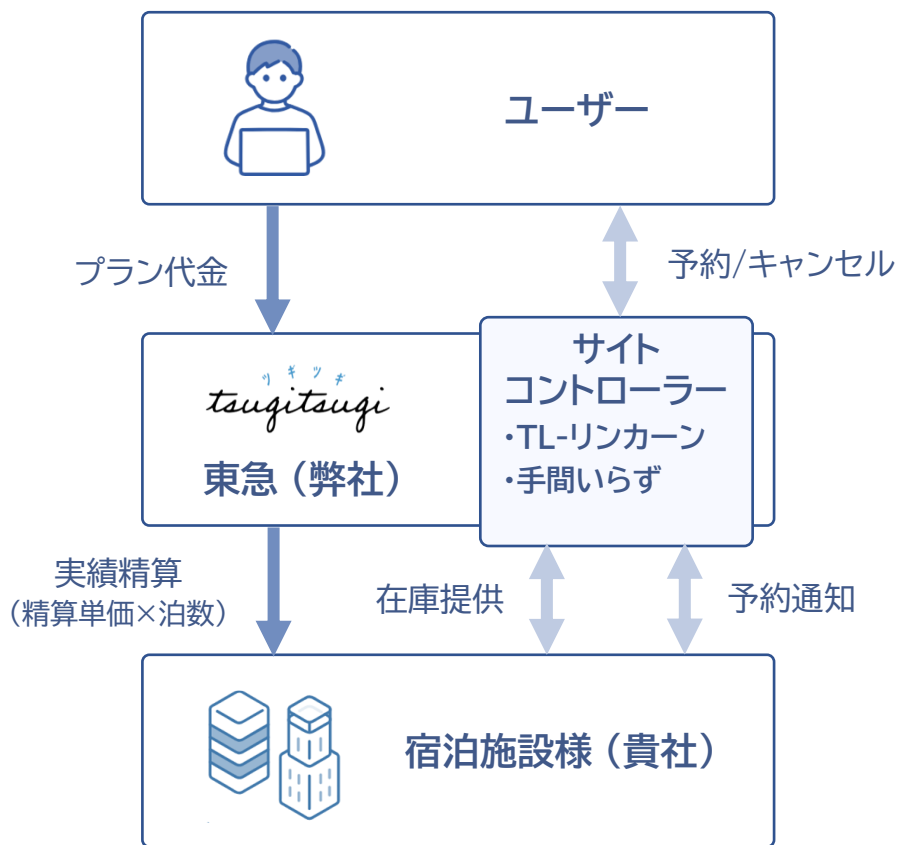 ユーザー
プラン代金
予約/キャンセル
ツギツギ
tsugitsugi
東急（弊社）
サイト
コントローラー
・TL-リンカーン
・手間いらず
実績精算
（精算単価×泊数）
在庫提供
予約通知
宿泊施設様（貴社）